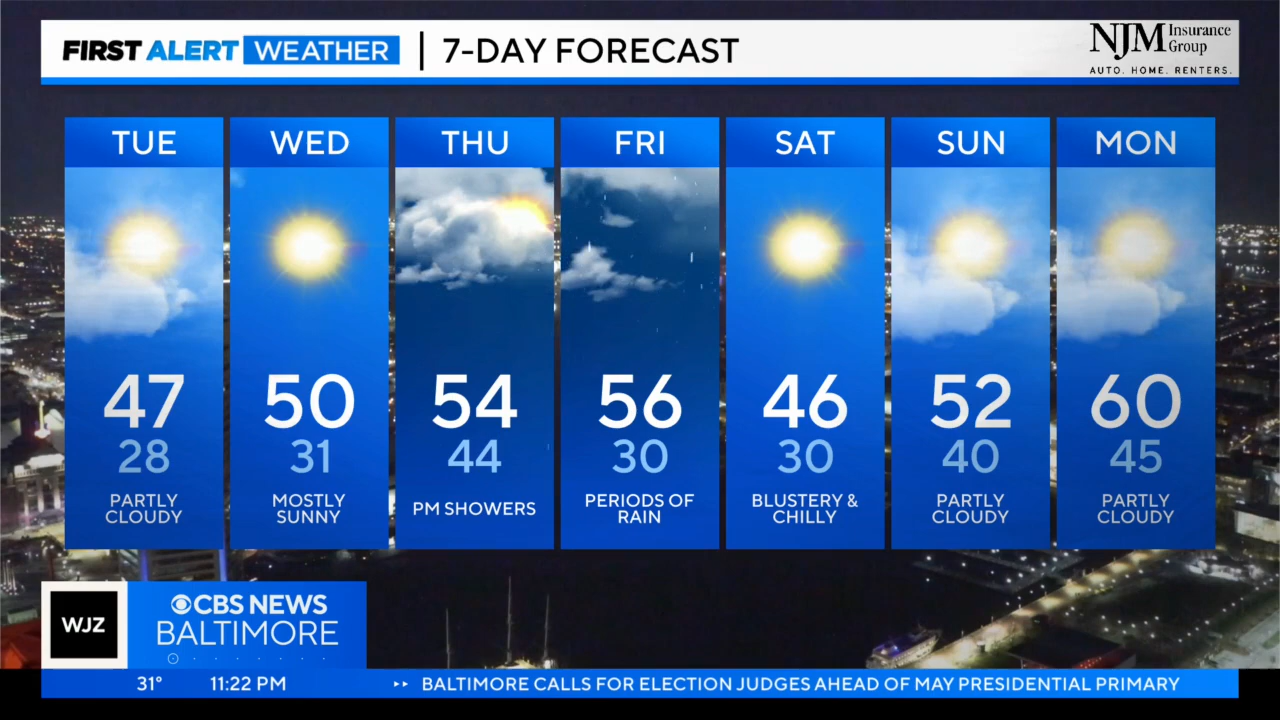 FIRST ALERT WEATHER | 7-DAY FORECAST
NJM Insurance Group
AUTO. HOME. RENTERS.
TUE
47
28
PARTLY
CLOUDY
WED
50
31
MOSTLY
SUNNY
THU
54
44
PM SHOWERS
FRI
56
30
PERIODS OF
RAIN
SAT
46
30
BLUSTERY &
CHILLY
SUN
52
40
PARTLY
CLOUDY
MON
60
45
PARTLY
CLOUDY
WJZ
CBS NEWS
BALTIMORE
31° 11:22 PM BALTIMORE CALLS FOR ELECTION JUDGES AHEAD OF MAY PRESIDENTIAL PRIMARY